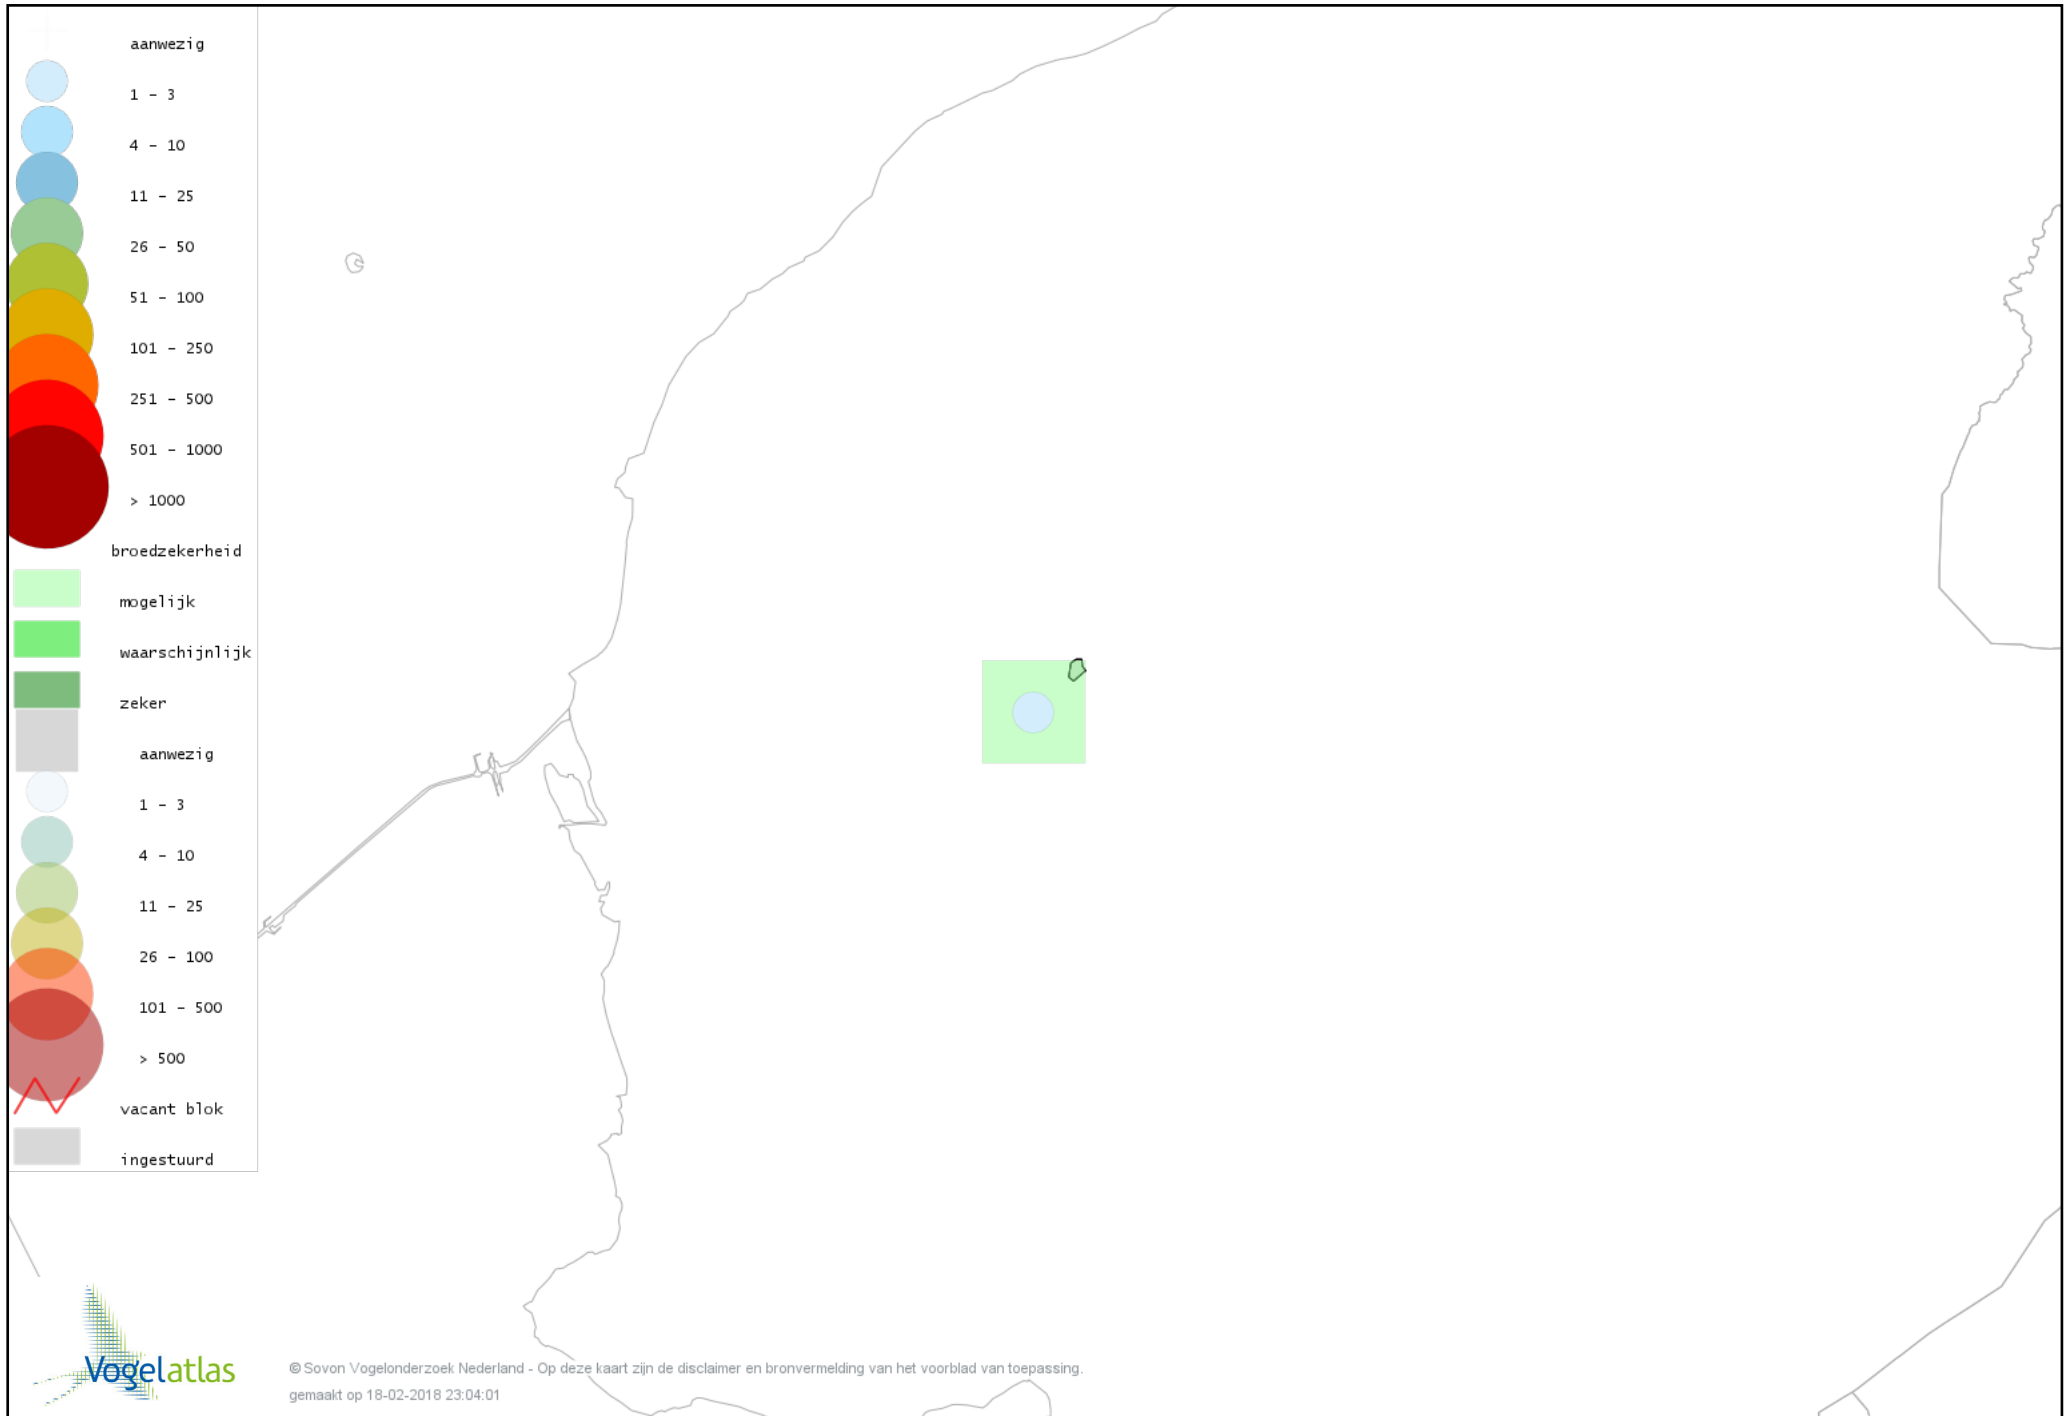 aanwezig
1 - 3
4 - 10
11 - 25
26 - 50
51 - 100
101 - 250
251 - 500
501 - 1000
> 1000
broedzekerheid
mogelijk
waarschijnlijk
zeker
aanwezig
1 - 3
4 - 10
11 - 25
26 - 100
101 - 500
> 500
vacant blok
ingestuurd
Vogelatlas
© Sovon Vogelonderzoek Nederland - Op deze kaart zijn de disclaimer en bronvermelding van het voorblad van toepassing.
gemaakt op 18-02-2018 23:04:01